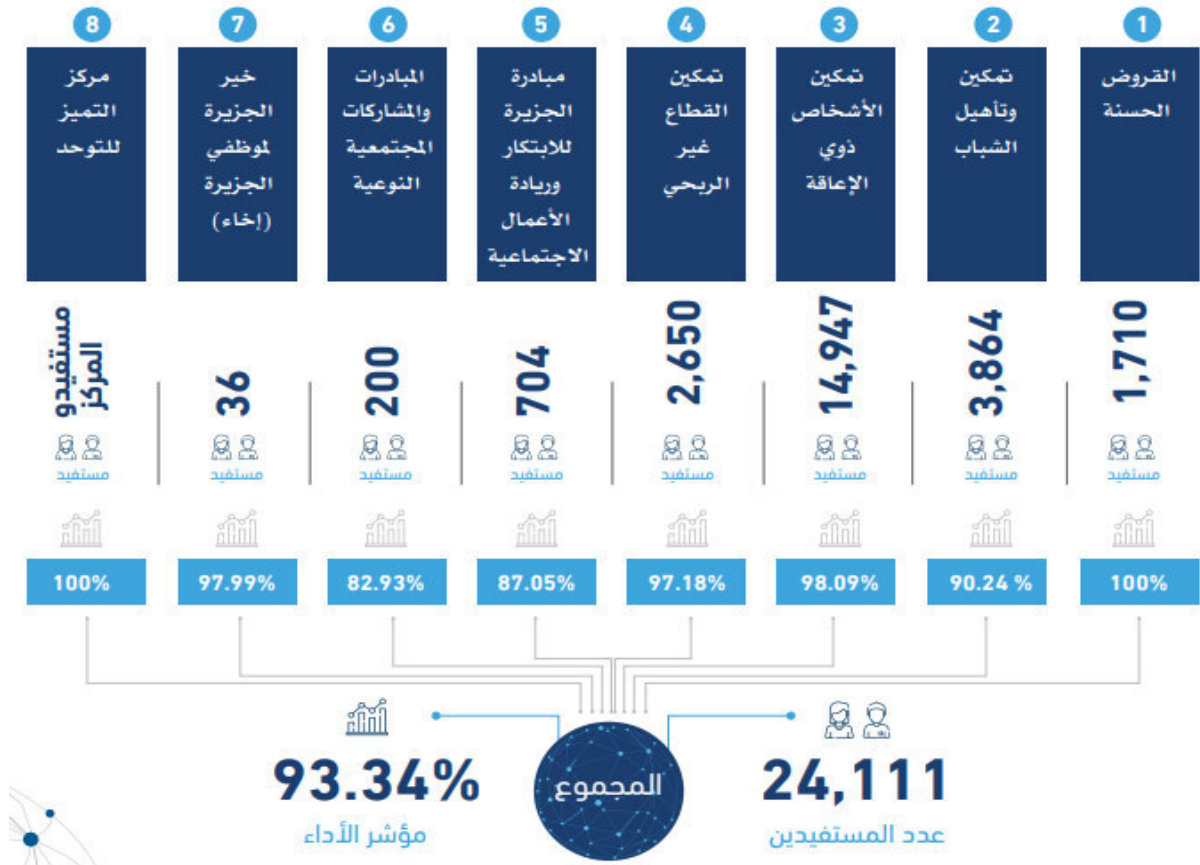 1
القروض
الحسنة
1,710
مستفيد
100%
2
تمكين
وتأهيل
الشباب
3,864
مستفيد
90.24 %
3
تمكين
الأشخاص
ذوي
الإعاقة
14,947
مستفيد
98.09%
4
تمكين
القطاع
غير
الربحي
2,650
مستفيد
97.18%
5
مبادرة
الجزيرة
للابتكار
وريادة
الأعمال
الاجتماعية
704
مستفيد
87.05%
6
المبادرات
والمشاركات
المجتمعية
النوعية
200
مستفيد
82.93%
7
خير
الجزيرة
لموظفي
الجزيرة
(إخاء)
36
مستفيد
97.99%
8
مركز
التميز
للتوحد
مستفيدو
المركز
مستفيد
100%
المجموع
24,111
عدد المستفيدين
93.34%
مؤشر الأداء